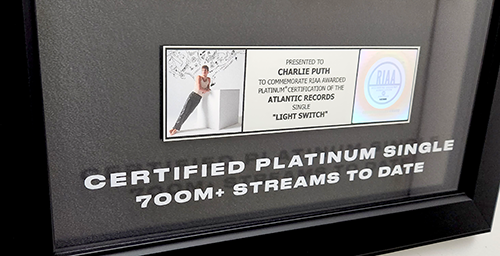 PRESENTED TO
CHARLIE PUTH
TO COMMEMORATE RIAA AWARDED
PLATINUM® CERTIFICATION OF THE
ATLANTIC RECORDS
SINGLE
"LIGHT SWITCH"
RIAA
CERTIFIED PLATINUM SINGLE
700M+ STREAMS TO DATE